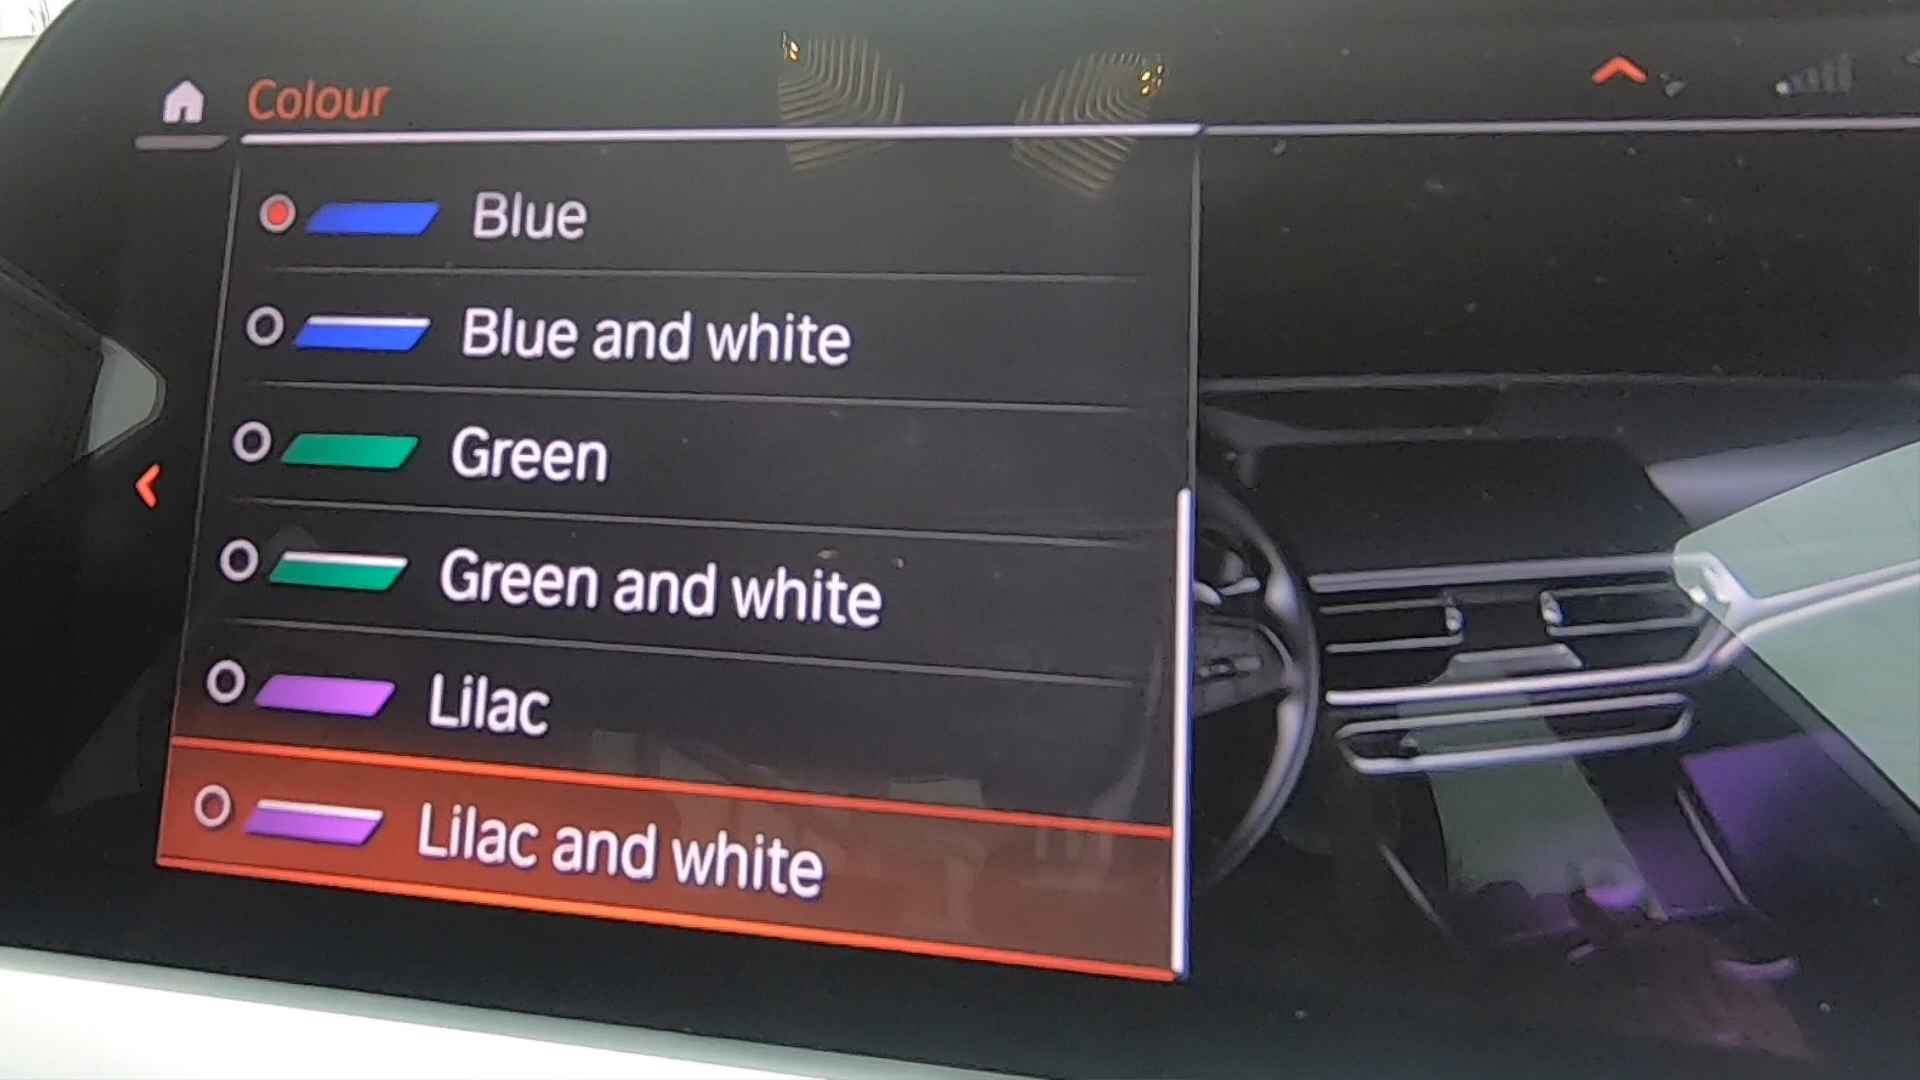 Colour
Blue
Blue and white
Green
Green and white
Lilac
Lilac and white